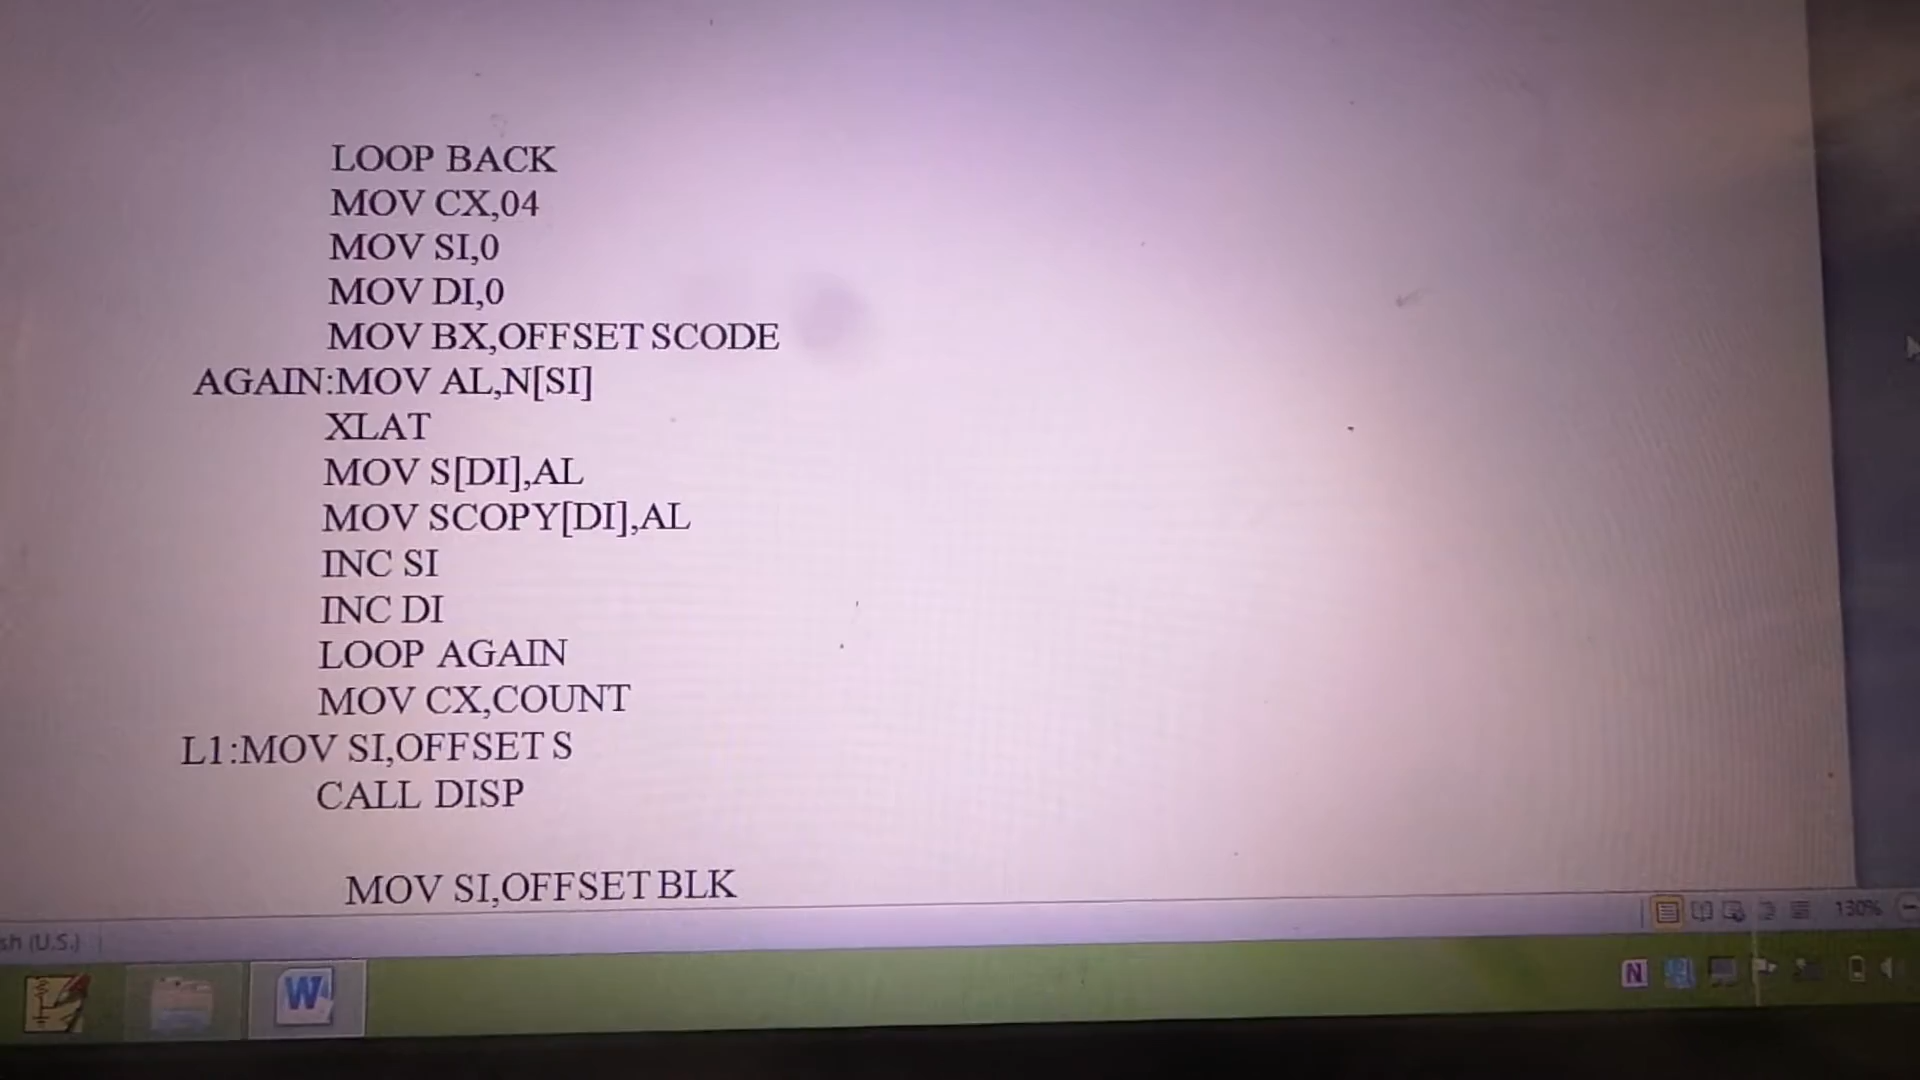 LOOP BACK
MOV CX,04
MOV SI,0
MOV DI,0
MOV BX,OFFSET SCODE
AGAIN:MOV AL,N[SI]
XLAT
MOV S[DI],AL
MOV SCOPY[DI],AL
INC SI
INC DI
LOOP AGAIN
MOV CX,COUNT
L1:MOV SI,OFFSET S
CALL DISP
MOV SI,OFFSET BLK
130%
sh (U.S.)
W
N